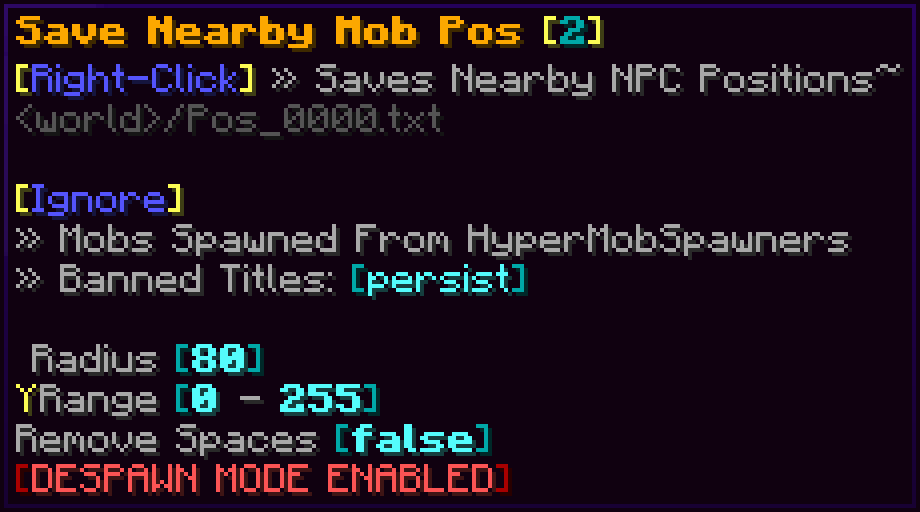 Save Nearby Mob Pos [2]
[Right-Click] » Saves Nearby NPC Positions~
<world>/Pos_0000.txt
[Ignore]
» Mobs Spawned From HyperMobSpawners
» Banned Titles: [persist]
Radius [80]
YRange [0 - 255]
Remove Spaces [false]
[DESPAWN MODE ENABLED]